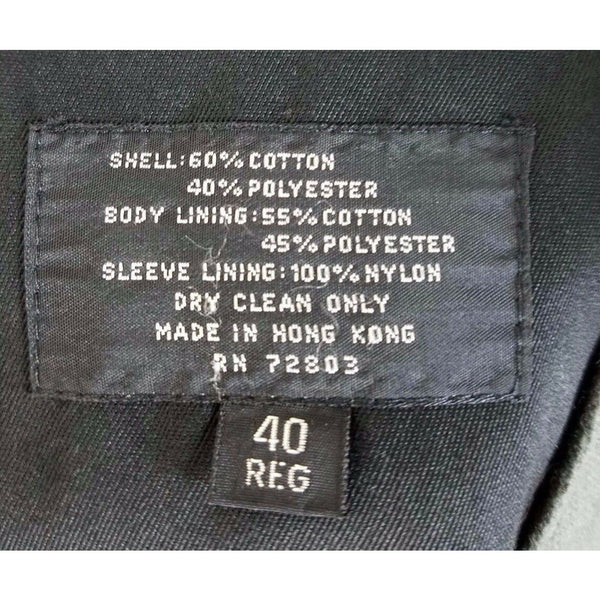 SHELL:60% COTTON
40% POLYESTER
BODY LINING:55% COTTON
45% POLYESTER
SLEEVE LINING:100% NYLON
DRY CLEAN ONLY
MADE IN HONG KONG
RN 72803
40
REG